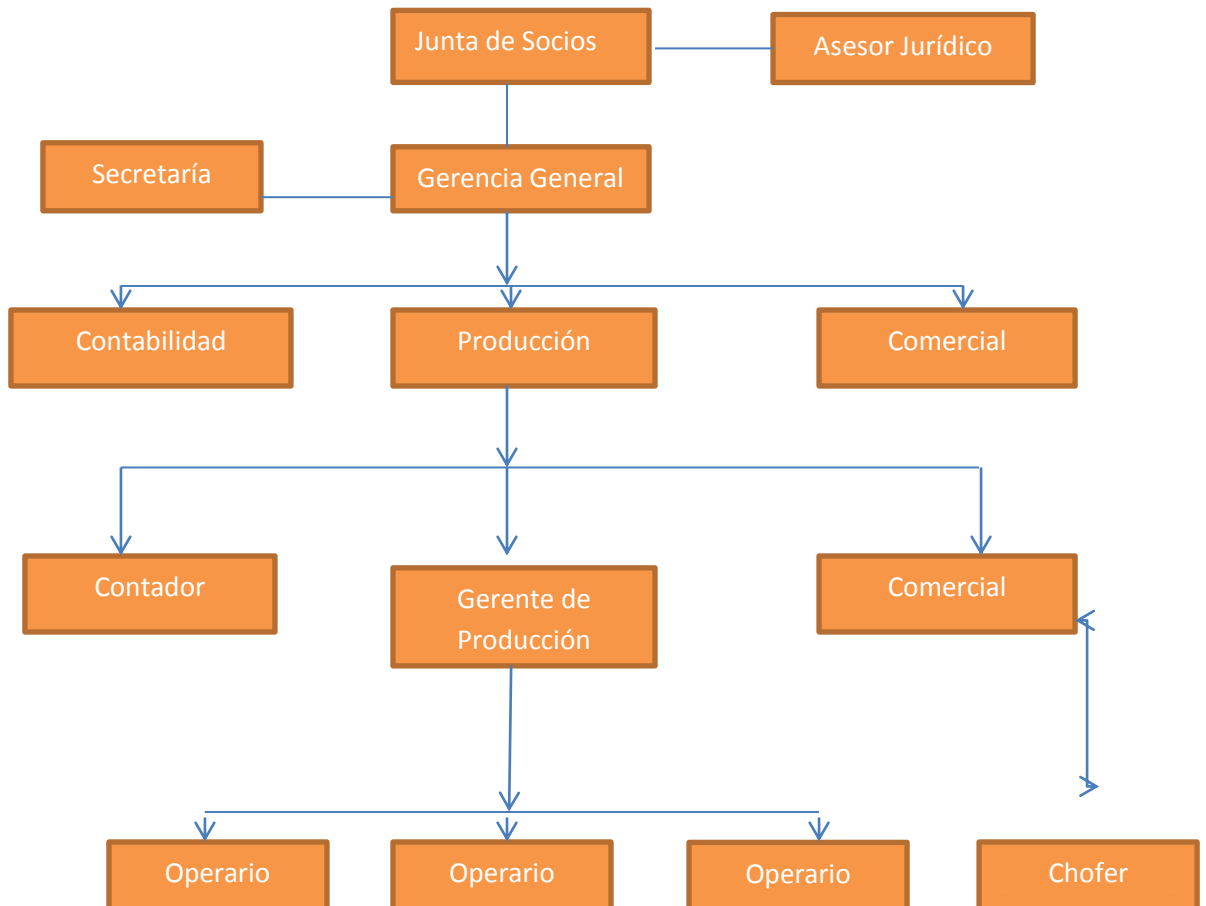 Junta de Socios
Asesor Jurídico
Secretaría
Gerencia General
Contabilidad
Producción
Comercial
Contador
Gerente de
Producción
Comercial
Operario
Operario
Operario
Chofer